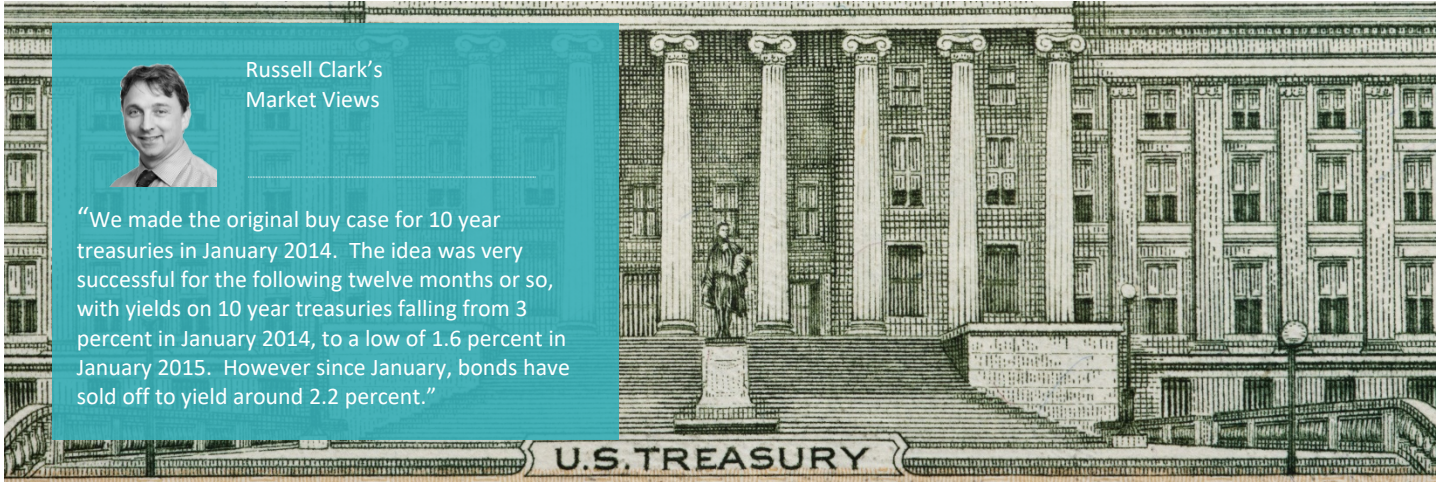 Russell Clark’s
Market Views
“We made the original buy case for 10 year
treasuries in January 2014.  The idea was very
successful for the following twelve months or so,
with yields on 10 year treasuries falling from 3
percent in January 2014, to a low of 1.6 percent in
January 2015.  However since January, bonds have
sold off to yield around 2.2 percent.”
U.S.TREASURY